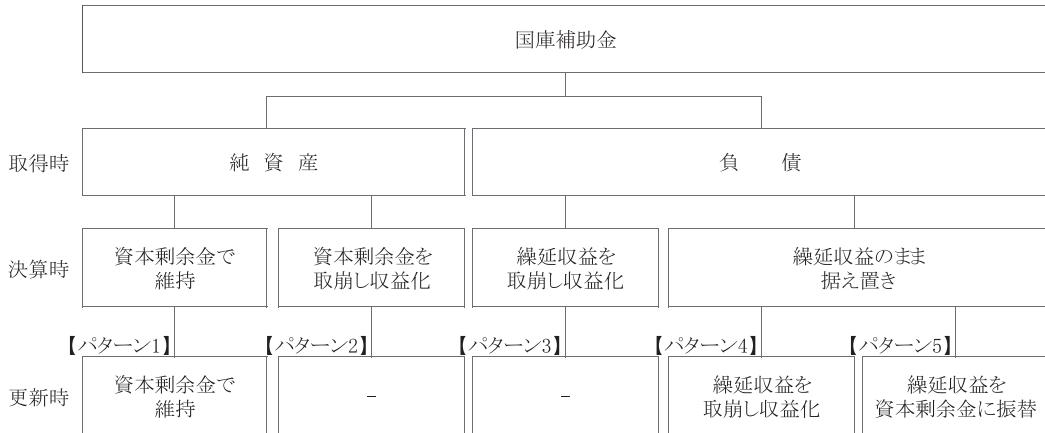 国庫補助金
取得時
純 資 産
負 債
決算時
資本剰余金で
維持
資本剰余金を
取崩し収益化
繰延収益を
取崩し収益化
繰延収益のまま
据え置き
【パターン1】
【パターン2】
【パターン3】
【パターン4】
【パターン5】
更新時
資本剰余金で
維持
–
–
繰延収益を
取崩し収益化
繰延収益を
資本剰余金に振替